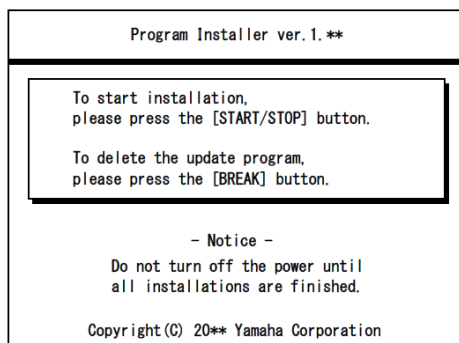 Program Installer ver.1.**
To start installation,
please press the [START/STOP] button.
To delete the update program,
please press the [BREAK] button.
– Notice –
Do not turn off the power until
all installations are finished.
Copyright(C) 20** Yamaha Corporation